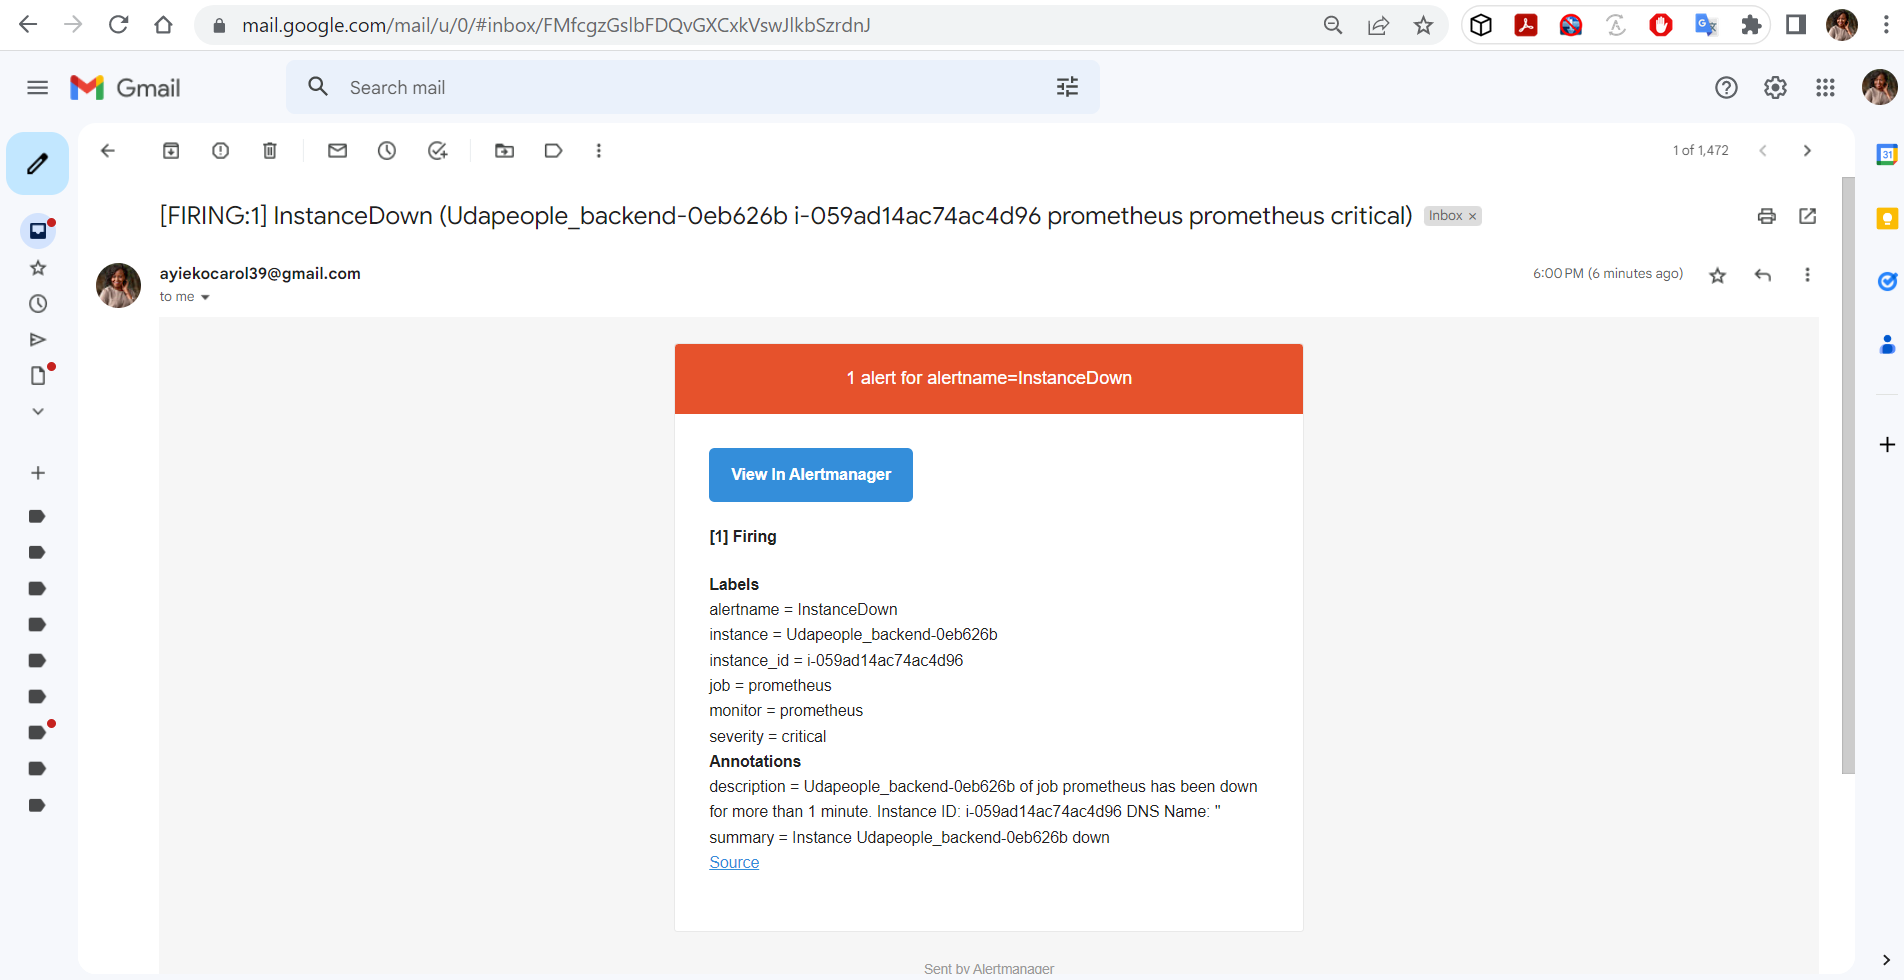 mail.google.com/mail/u/0/#inbox/FMfcgzGslbFDQvGXCxkVswJlkbSzrdnJ
Gmail
Search mail
1 of 1,472
[FIRING:1] InstanceDown (Udapeople_backend-0eb626b i-059ad14ac74ac4d96 prometheus prometheus critical) Inbox ×
ayiekocarol39@gmail.com
6:00 PM (6 minutes ago)
to me
1 alert for alertname=InstanceDown
View In Alertmanager
[1] Firing
Labels
alertname = InstanceDown
instance = Udapeople_backend-0eb626b
instance_id = i-059ad14ac74ac4d96
job = prometheus
monitor = prometheus
severity = critical
Annotations
description = Udapeople_backend-0eb626b of job prometheus has been down
for more than 1 minute. Instance ID: i-059ad14ac74ac4d96 DNS Name: "
summary = Instance Udapeople_backend-0eb626b down
Source
Sent by Alertmanager
31